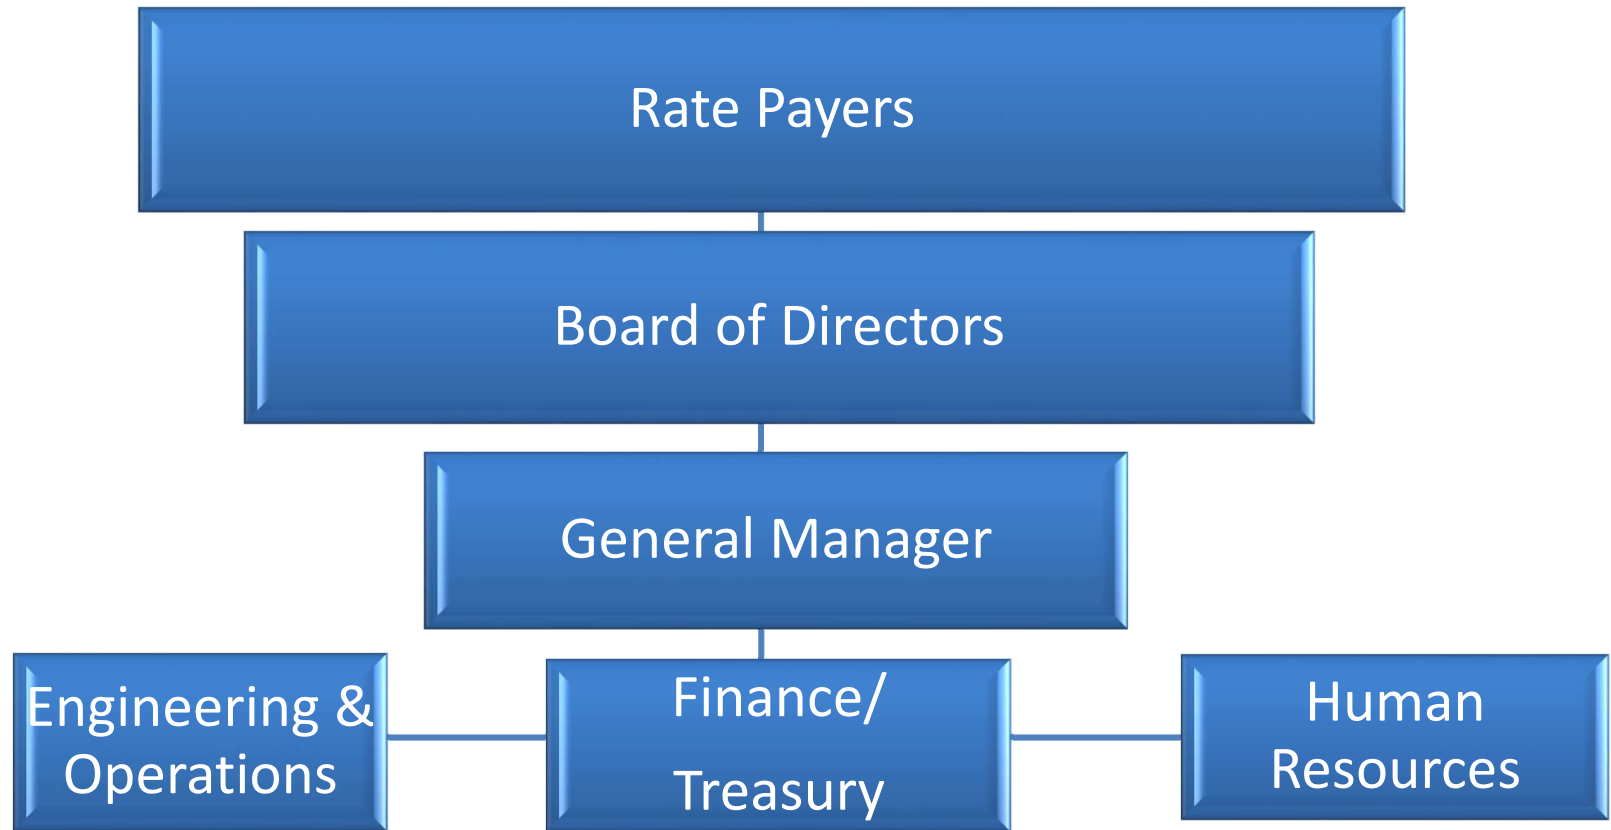 Rate Payers
Board of Directors
General Manager
Engineering &
Operations
Finance/
Treasury
Human
Resources